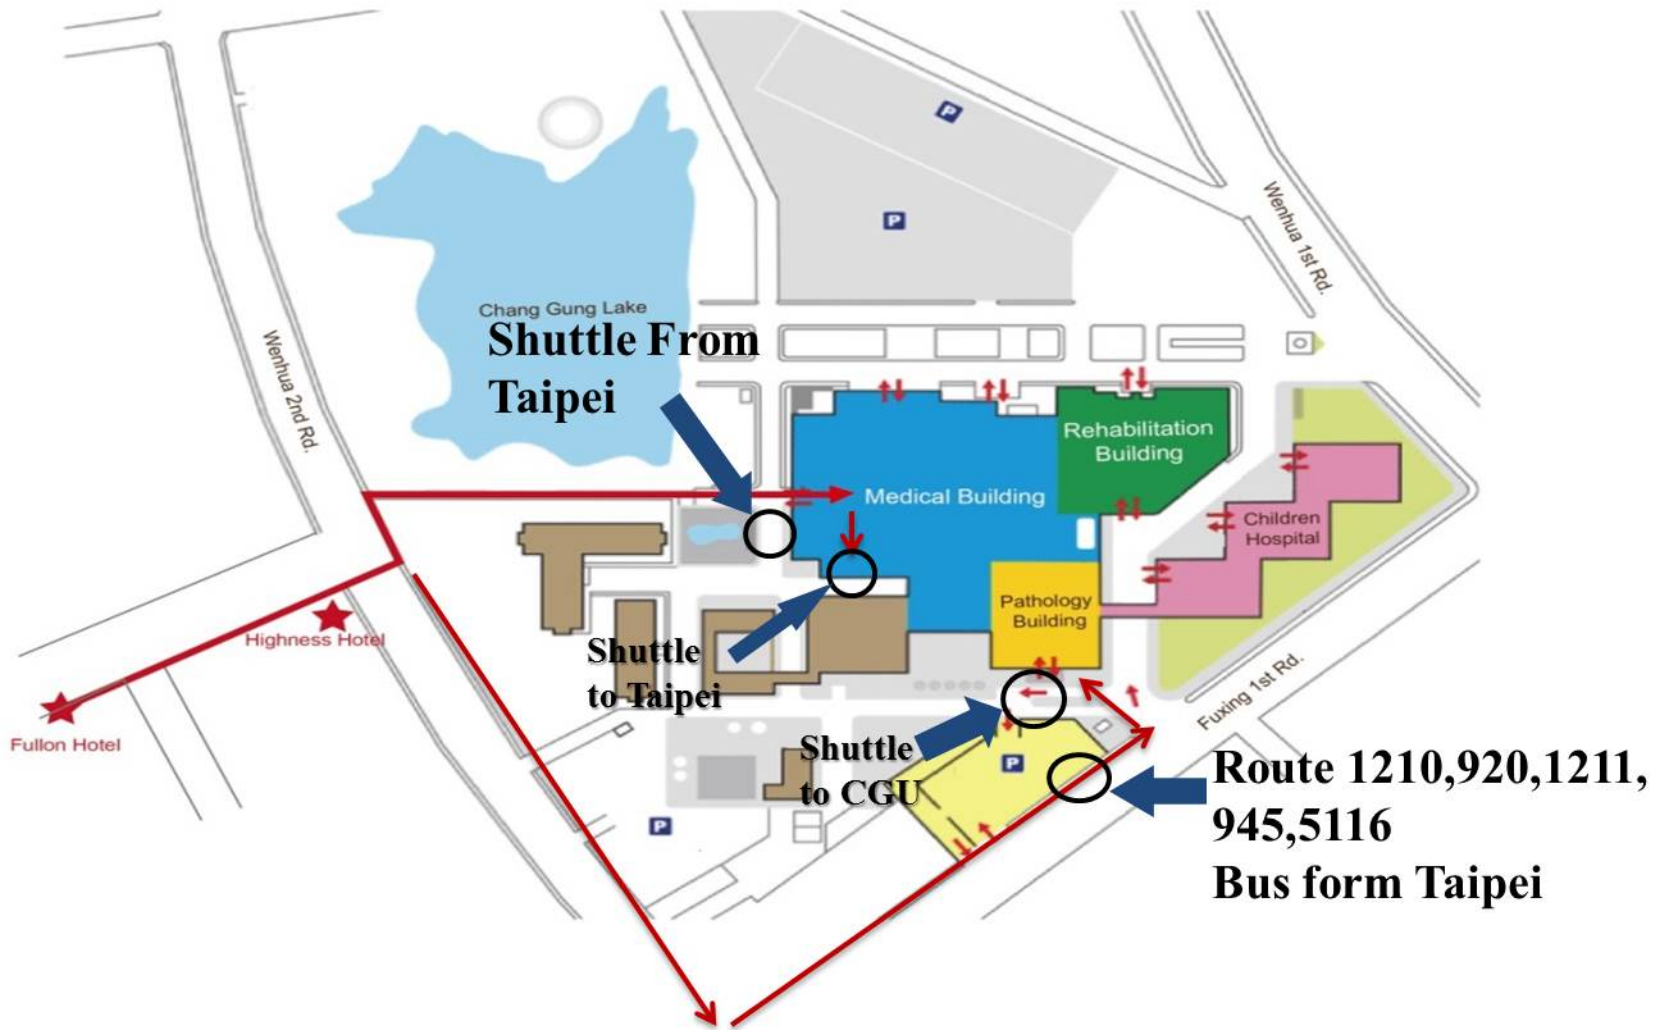 P
P
Wenhua 1st Rd.
Chang Gung Lake
Shuttle From
Taipei
Wenhua 2nd Rd.
Rehabilitation
Building
Medical Building
Children
Hospital
Pathology
Building
Highness Hotel
Shuttle
to Taipei
Fullon Hotel
Fuxing 1st Rd.
Shuttle
to CGU
P
Route 1210,920,1211,
945,5116
Bus form Taipei
P